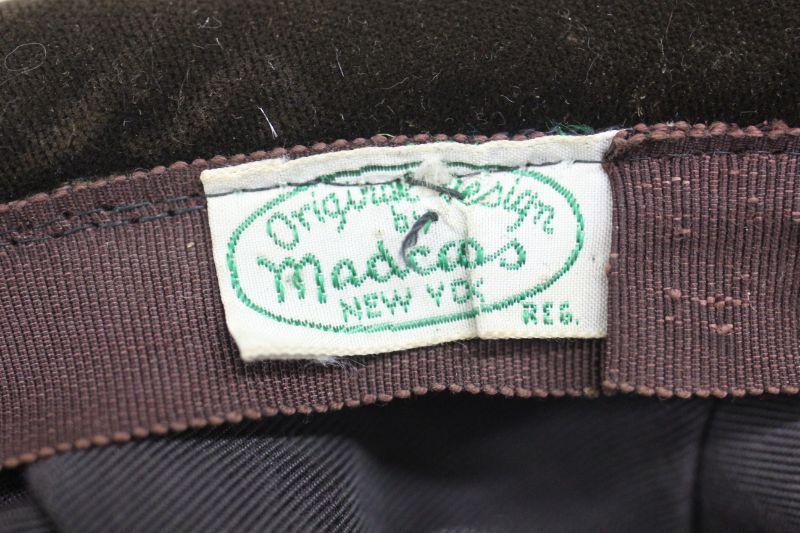 Original design
by
Madcaps
NEW YORK
REG.